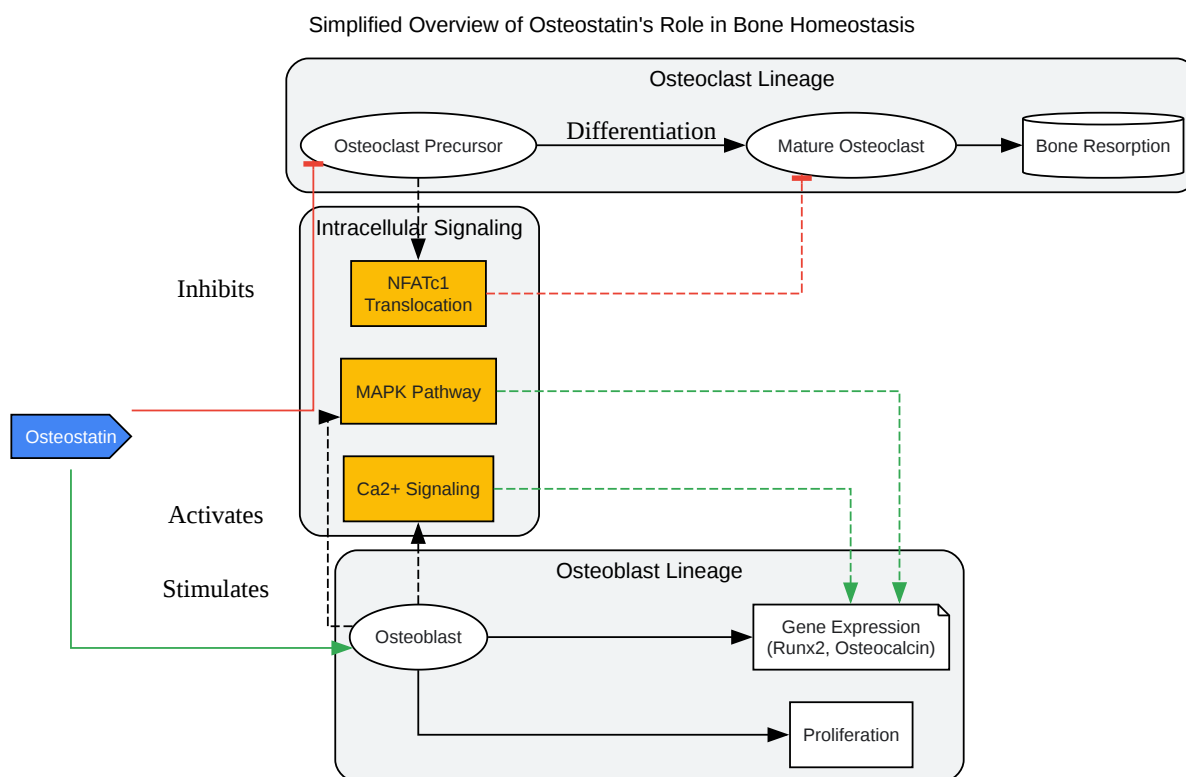 Simplified Overview of Osteostatin's Role in Bone Homeostasis
Osteoclast Lineage
Osteoclast Precursor
Differentiation
Mature Osteoclast
Bone Resorption
Intracellular Signaling
NFATc1
Translocation
Inhibits
MAPK Pathway
Osteostatin
Ca2+ Signaling
Activates
Stimulates
Osteoblast Lineage
Osteoblast
Gene Expression
(Runx2, Osteocalcin)
Proliferation